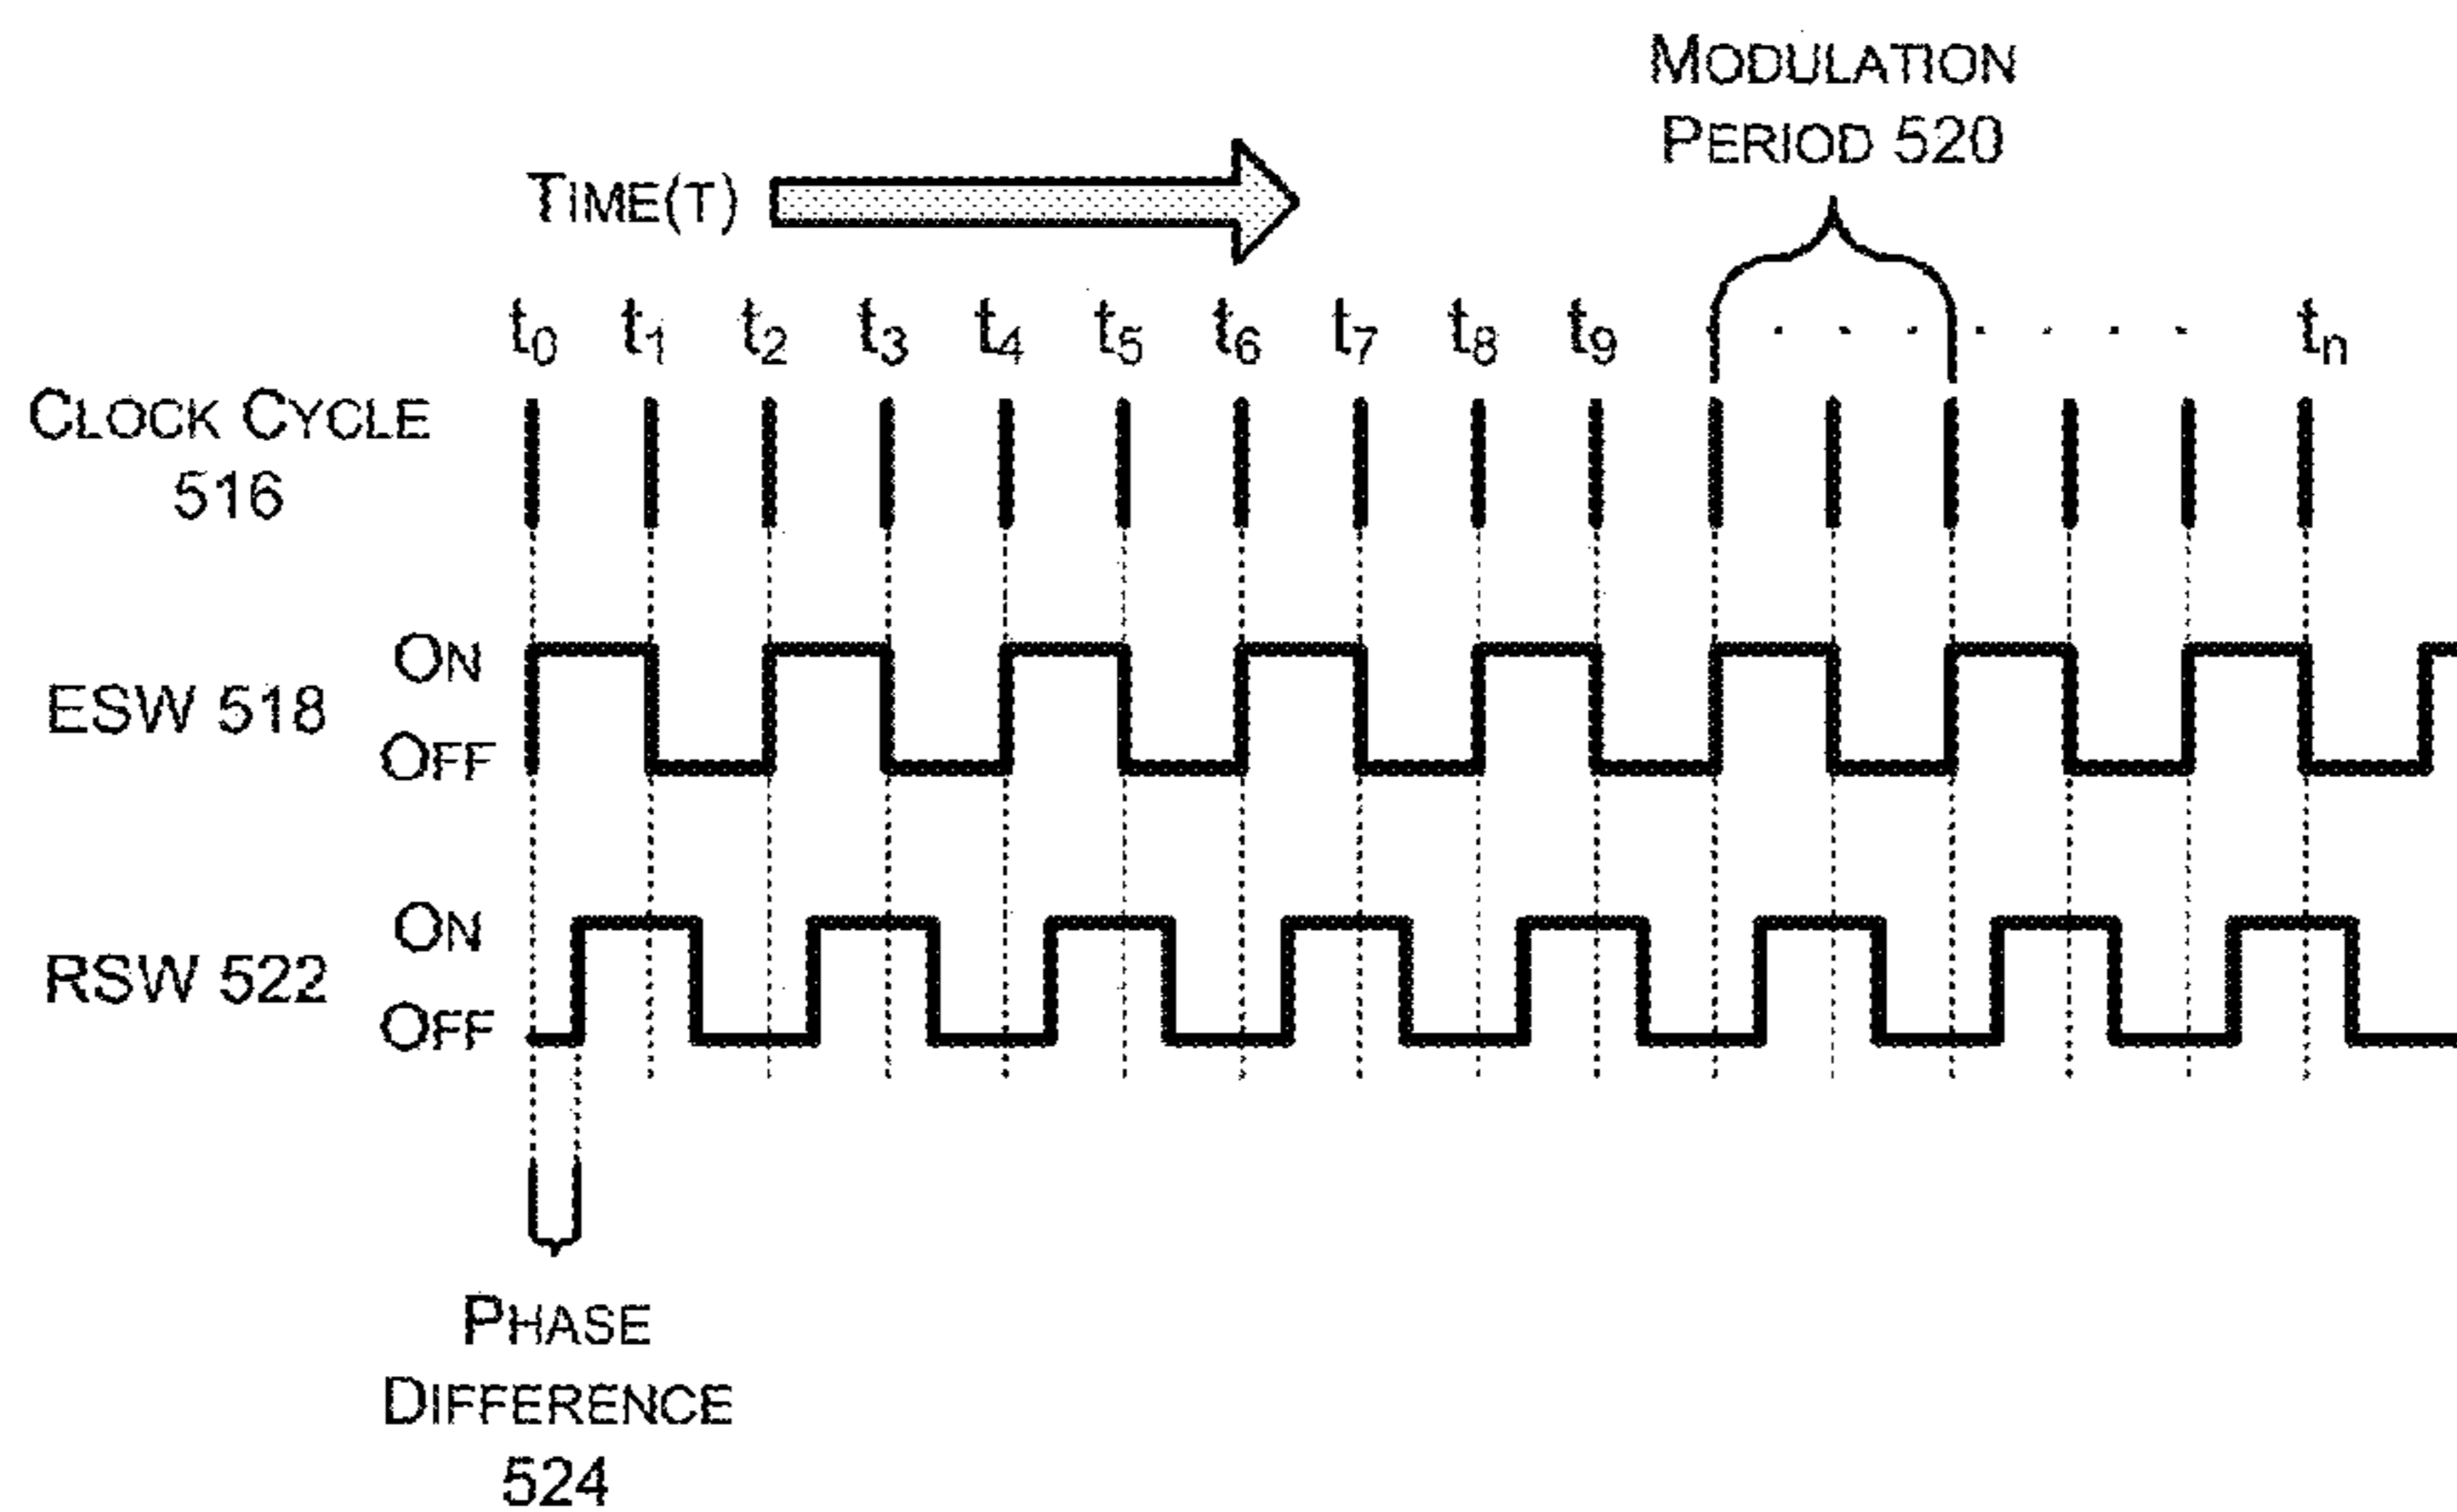 MODULATION
PERIOD 520
TIME(T)
t0 t1 t2 t3 t4 t5 t6 t7 t8 t9 . . . . . . . . tn
CLOCK CYCLE
516
ON
ESW 518
OFF
ON
RSW 522
OFF
PHASE
DIFFERENCE
524